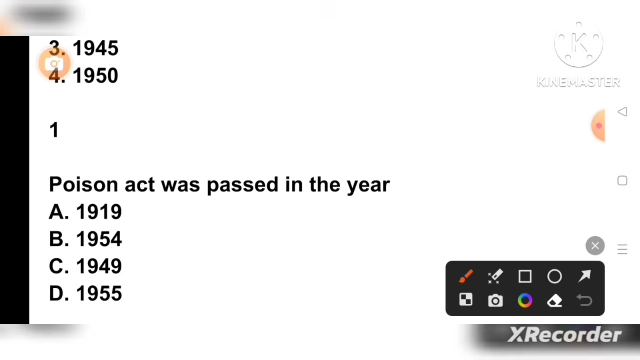 3. 1945
4. 1950
KINEMASTER
1
Poison act was passed in the year
A. 1919
B. 1954
C. 1949
D. 1955
XRecorder